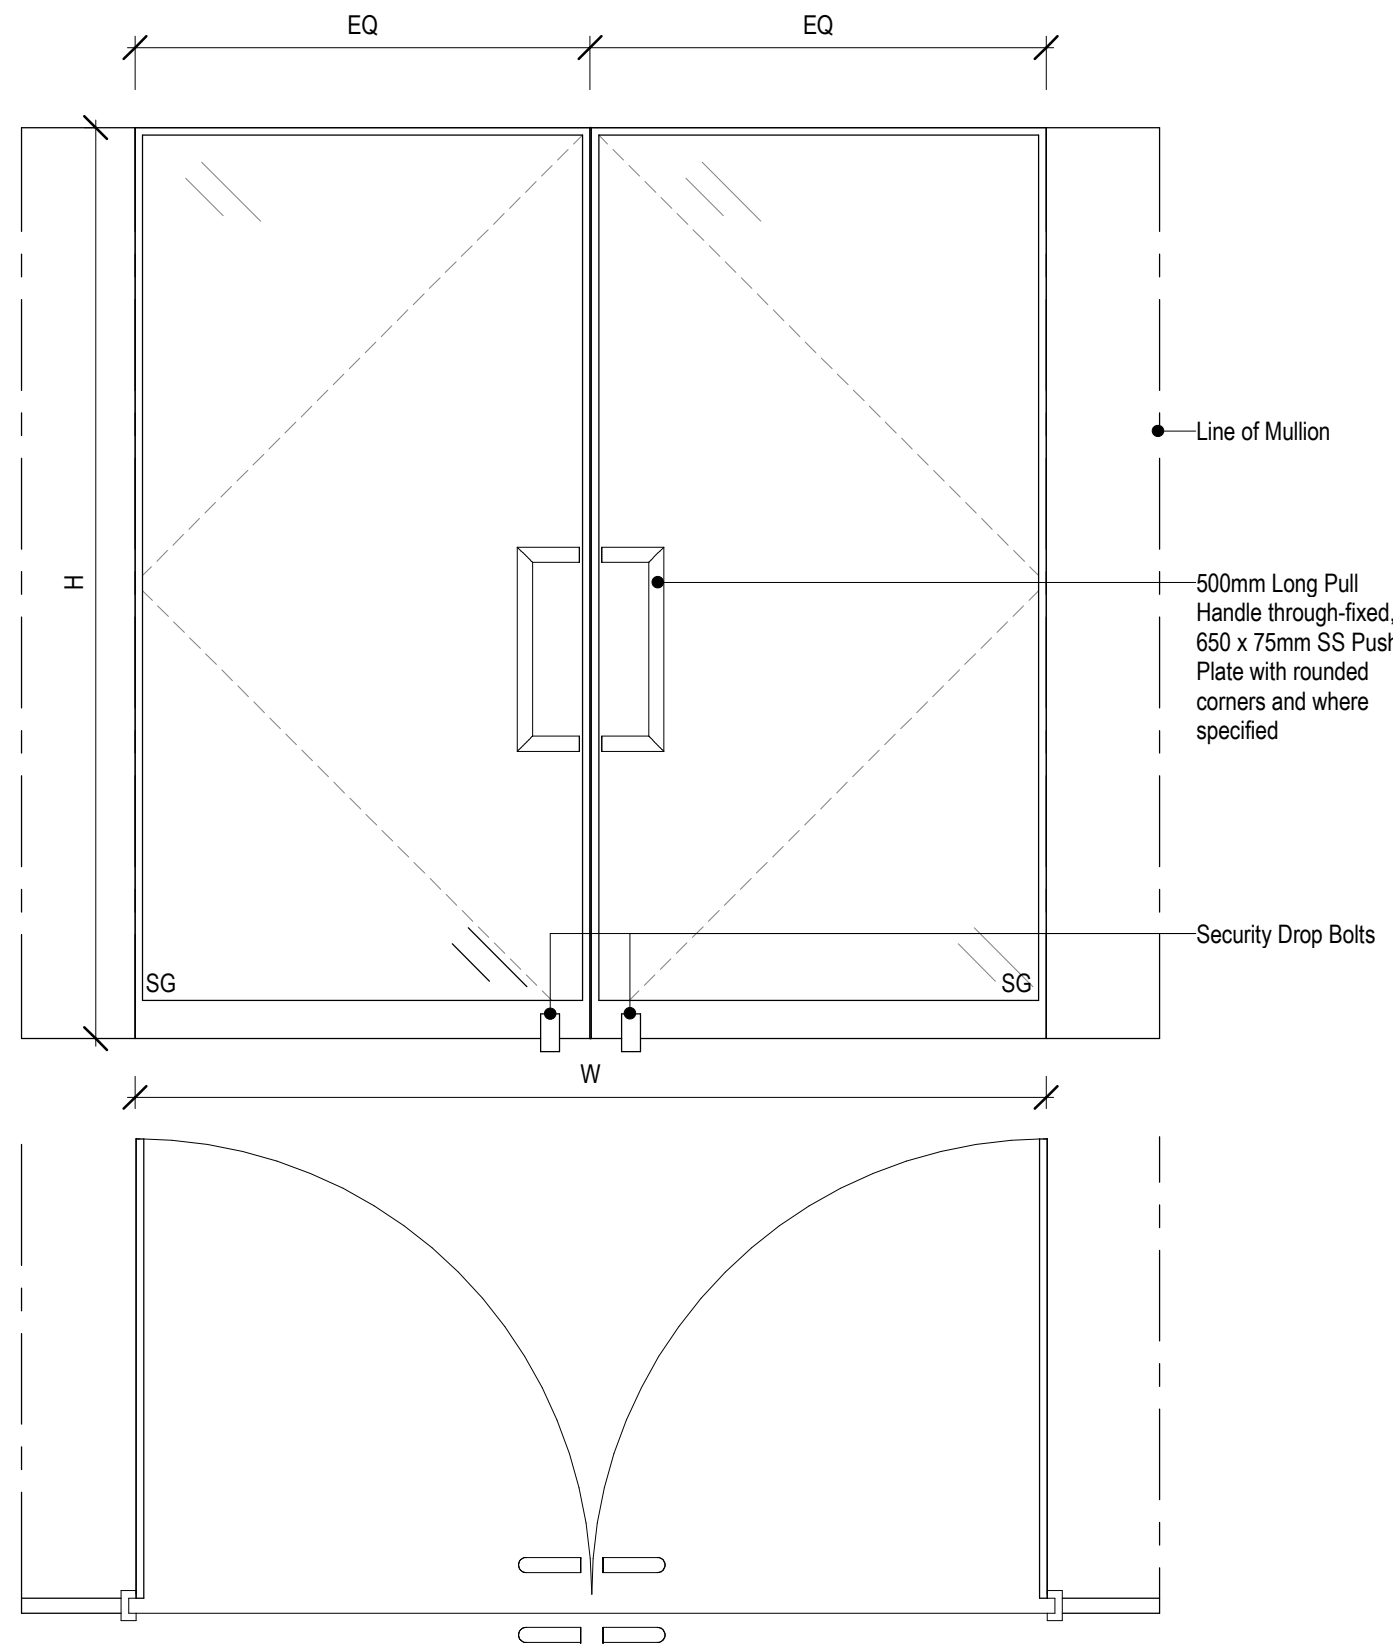 EQ
EQ
H
Line of Mullion
500mm Long Pull
Handle through-fixed,
650 x 75mm SS Push
Plate with rounded
corners and where
specified
Security Drop Bolts
SG
SG
W